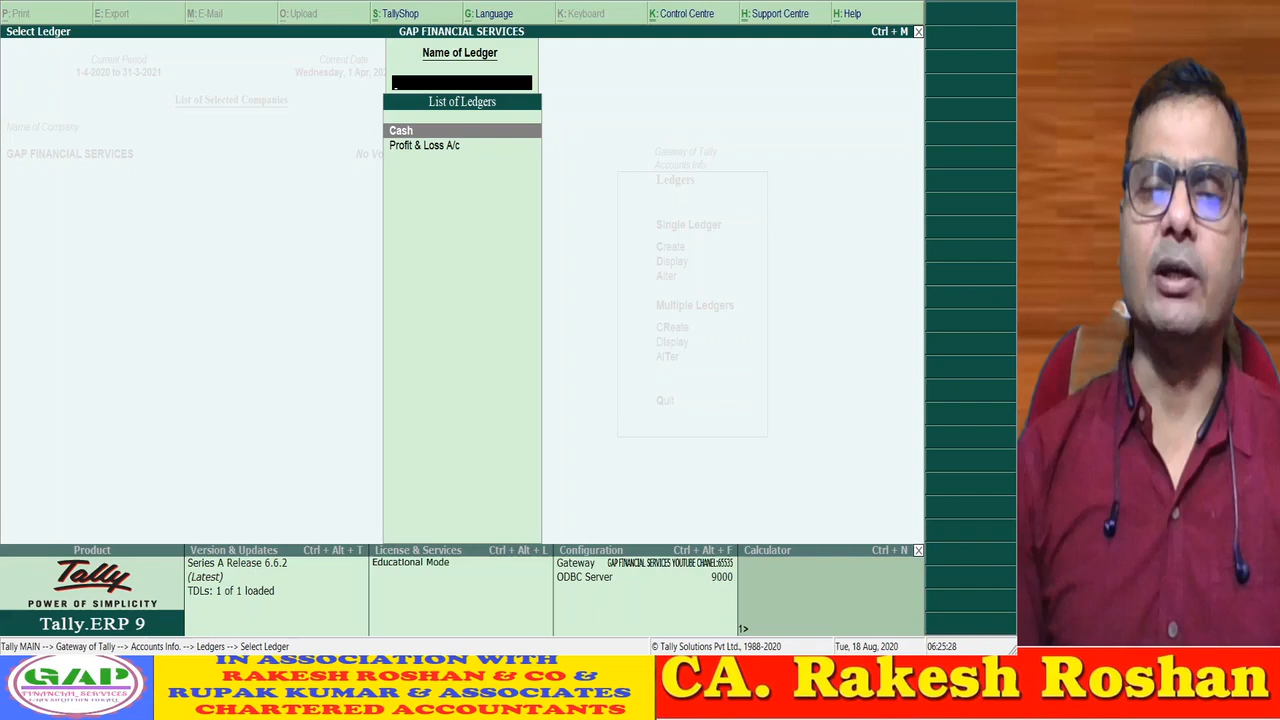 P: Print E: Export M: E-Mail O: Upload S: TallyShop G: Language K: Keyboard K: Control Centre H: Support Centre H: Help
Select Ledger GAP FINANCIAL SERVICES Ctrl + M X
Current Period Current Date
1-4-2020 to 31-3-2021 Wednesday, 1 Apr, 202
List of Selected Companies
Name of Company
GAP FINANCIAL SERVICES No Vo
Name of Ledger
List of Ledgers
Cash
Profit & Loss A/c
Gateway of Tally
Accounts Info.
Ledgers
Single Ledger
Create
Display
Alter
Multiple Ledgers
CReate
DIsplay
AlTer
Quit
Product Version & Updates Ctrl + Alt + T License & Services Ctrl + Alt + L Configuration Ctrl + Alt + F Calculator Ctrl + N X
Tally
POWER OF SIMPLICITY
Tally.ERP 9
Series A Release 6.6.2
(Latest)
TDLs: 1 of 1 loaded
Educational Mode
Gateway GAP FINANCIAL SERVICES YOUTUBE CHANEL:65535
ODBC Server 9000
1>
Tally MAIN --> Gateway of Tally --> Accounts Info. --> Ledgers --> Select Ledger © Tally Solutions Pvt Ltd., 1988-2020 Tue, 18 Aug, 2020 06:25:28
GAP
FINANCIAL SERVICES
IN ASSOCIATION WITH
RAKESH ROSHAN & CO &
RUPAK KUMAR & ASSOCIATES
CHARTERED ACCOUNTANTS
CA. Rakesh Roshan